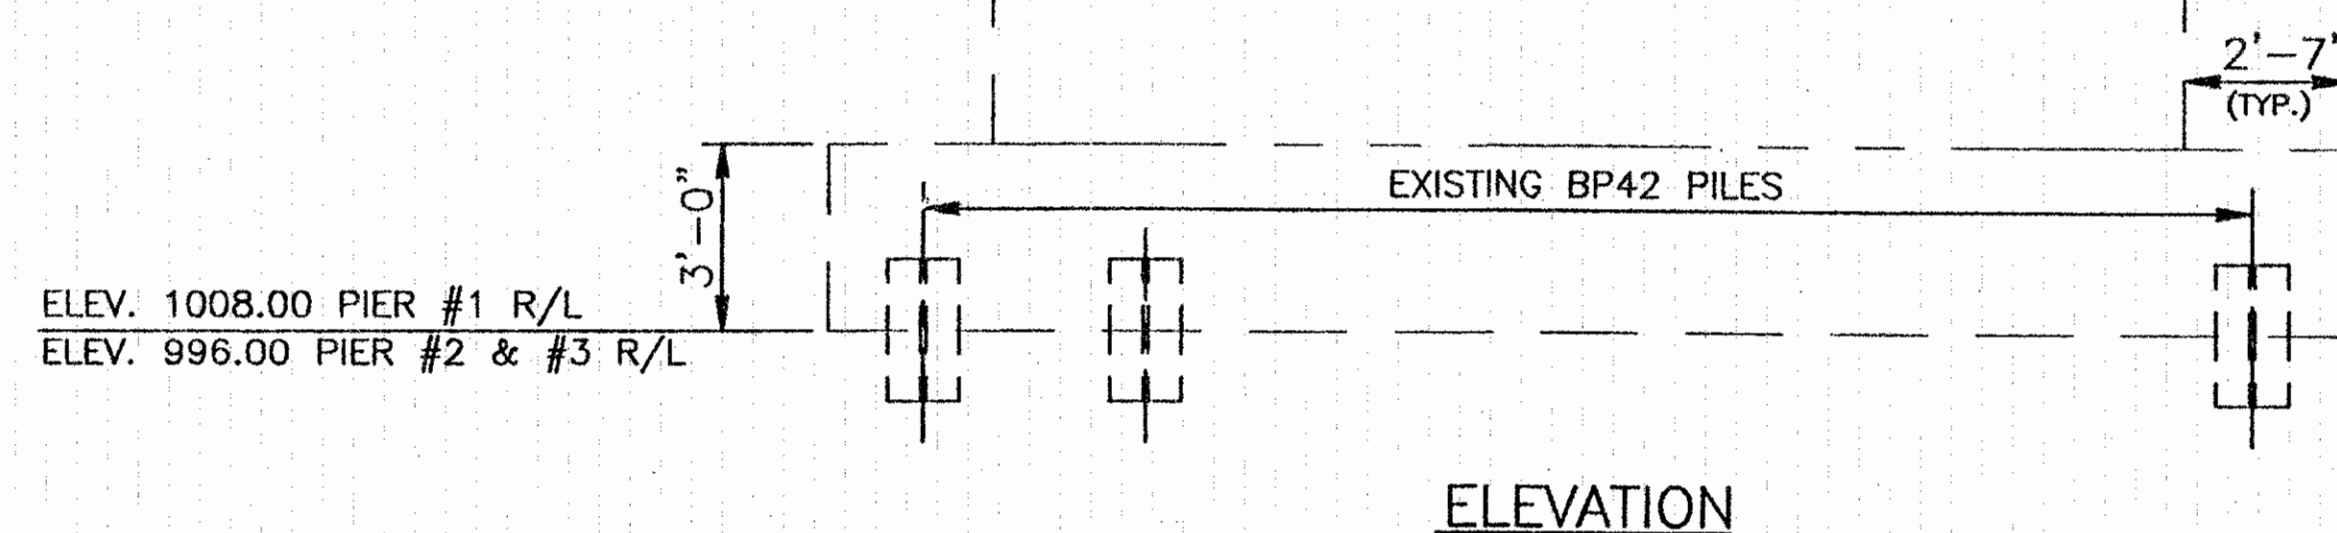 2'-7"
(TYP.)
EXISTING BP42 PILES
3'-0"
ELEV. 1008.00 PIER #1 R/L
ELEV. 996.00 PIER #2 & #3 R/L
ELEVATION